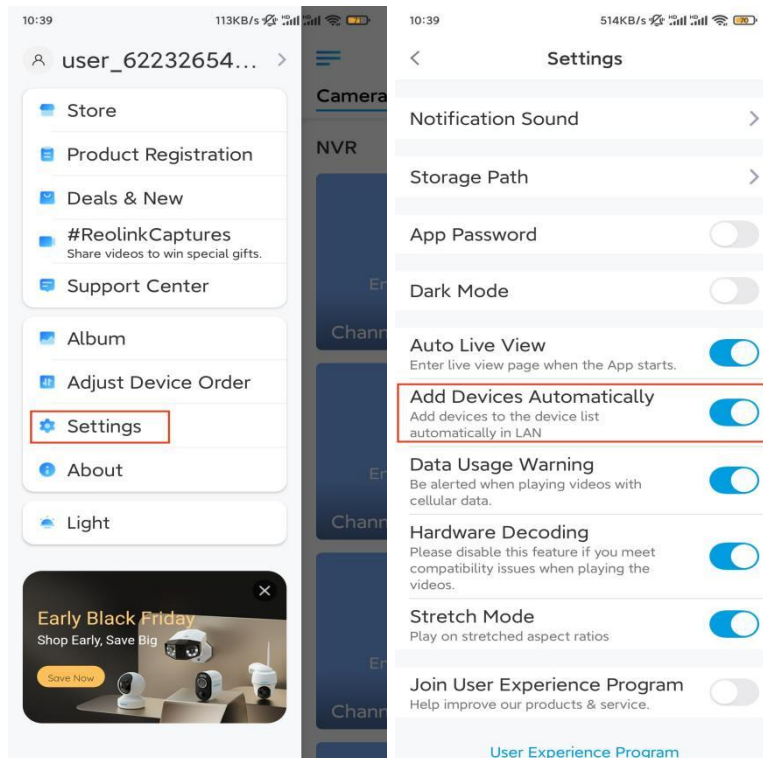 10:39
113KB/s
71
user_62232654...
Store
Product Registration
Deals & New
#ReolinkCaptures
Share videos to win special gifts.
Support Center
Album
Adjust Device Order
Settings
About
Light
Early Black Friday
Shop Early, Save Big
Save Now
Camera
NVR
Er
Chann
Er
Chann
Er
Chann
10:39
514KB/s
70
Settings
Notification Sound
Storage Path
App Password
Dark Mode
Auto Live View
Enter live view page when the App starts.
Add Devices Automatically
Add devices to the device list
automatically in LAN
Data Usage Warning
Be alerted when playing videos with
cellular data.
Hardware Decoding
Please disable this feature if you meet
compatibility issues when playing the
videos.
Stretch Mode
Play on stretched aspect ratios
Join User Experience Program
Help improve our products & service.
User Experience Program